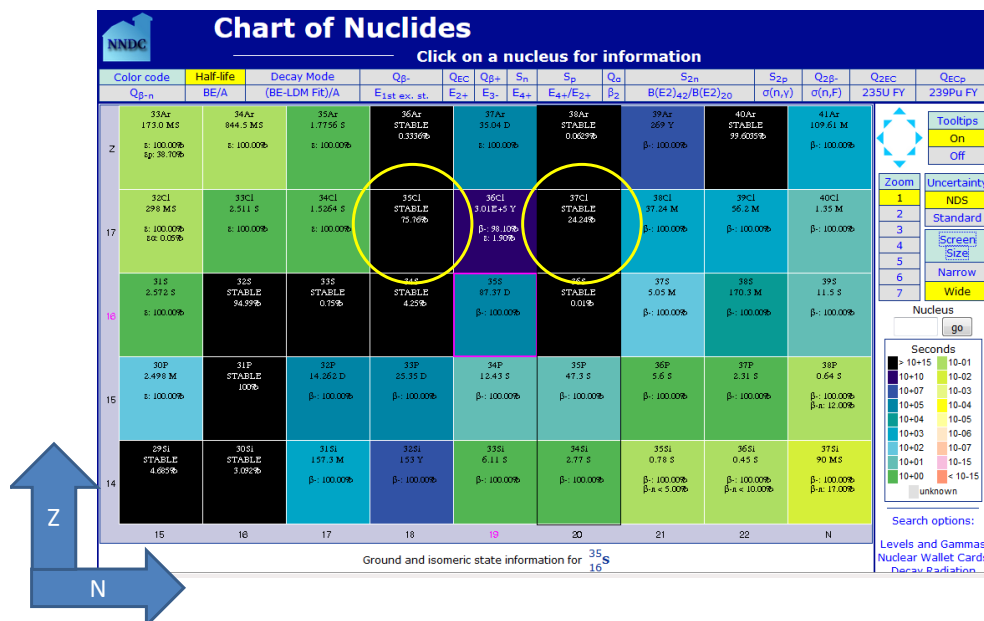 NNDC
Chart of Nuclides
Click on a nucleus for information
Color code Half-life Decay Mode Qβ- QEC Qβ+ Sn Sp Qα S2n S2p Q2β- Q2EC QECp
Qβ-n BE/A (BE-LDM Fit)/A E1st ex. st. E2+ E3- E4+ E4+/E2+ β2 B(E2)42/B(E2)20 σ(n,γ) σ(n,F) 235U FY 239Pu FY
Z
33Ar
173.0 MS
ε: 100.00%
εp: 38.70%
34Ar
844.5 MS
ε: 100.00%
35Ar
1.7756 S
ε: 100.00%
36Ar
STABLE
0.3336%
37Ar
35.04 D
ε: 100.00%
38Ar
STABLE
0.0629%
39Ar
269 Y
β-: 100.00%
40Ar
STABLE
99.6035%
41Ar
109.61 M
β-: 100.00%
17
32Cl
298 MS
ε: 100.00%
εα: 0.05%
33Cl
2.511 S
ε: 100.00%
34Cl
1.5264 S
ε: 100.00%
35Cl
STABLE
75.76%
36Cl
3.01E+5 Y
β-: 98.10%
ε: 1.90%
37Cl
STABLE
24.24%
38Cl
37.24 M
β-: 100.00%
39Cl
56.2 M
β-: 100.00%
40Cl
1.35 M
β-: 100.00%
16
31S
2.572 S
ε: 100.00%
32S
STABLE
94.99%
33S
STABLE
0.75%
34S
STABLE
4.25%
35S
87.37 D
β-: 100.00%
36S
STABLE
0.01%
37S
5.05 M
β-: 100.00%
38S
170.3 M
β-: 100.00%
39S
11.5 S
β-: 100.00%
15
30P
2.498 M
ε: 100.00%
31P
STABLE
100%
32P
14.262 D
β-: 100.00%
33P
25.35 D
β-: 100.00%
34P
12.43 S
β-: 100.00%
35P
47.3 S
β-: 100.00%
36P
5.6 S
β-: 100.00%
37P
2.31 S
β-: 100.00%
38P
0.64 S
β-: 100.00%
β-n: 12.00%
14
29Si
STABLE
4.685%
30Si
STABLE
3.092%
31Si
157.3 M
β-: 100.00%
32Si
153 Y
β-: 100.00%
33Si
6.11 S
β-: 100.00%
34Si
2.77 S
β-: 100.00%
35Si
0.78 S
β-: 100.00%
β-n < 5.00%
36Si
0.45 S
β-: 100.00%
β-n < 10.00%
37Si
90 MS
β-: 100.00%
β-n: 17.00%
15 16 17 18 19 20 21 22 N
Ground and isomeric state information for 35 16 S
Tooltips
On
Off
Zoom
1
2
3
4
5
6
7
Uncertainty
NDS
Standard
Screen
Size
Narrow
Wide
Nucleus
go
Seconds
> 10+15 10-01
10+10 10-02
10+07 10-03
10+05 10-04
10+04 10-05
10+03 10-06
10+02 10-07
10+01 10-15
10+00 < 10-15
unknown
Search options:
Levels and Gammas
Nuclear Wallet Cards
Decay Radiation
Z
N